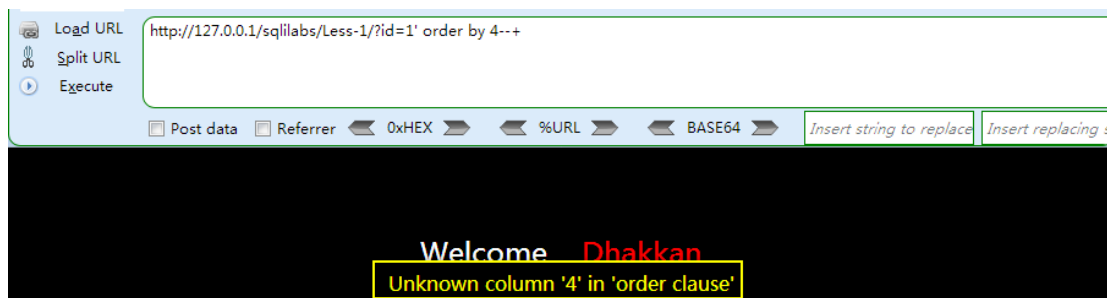 Load URL
http://127.0.0.1/sqlilabs/Less-1/?id=1' order by 4--+
Split URL
Execute
Post data Referrer 0xHEX %URL BASE64 Insert string to replace Insert replacing
Welcome Dhakkan
Unknown column '4' in 'order clause'